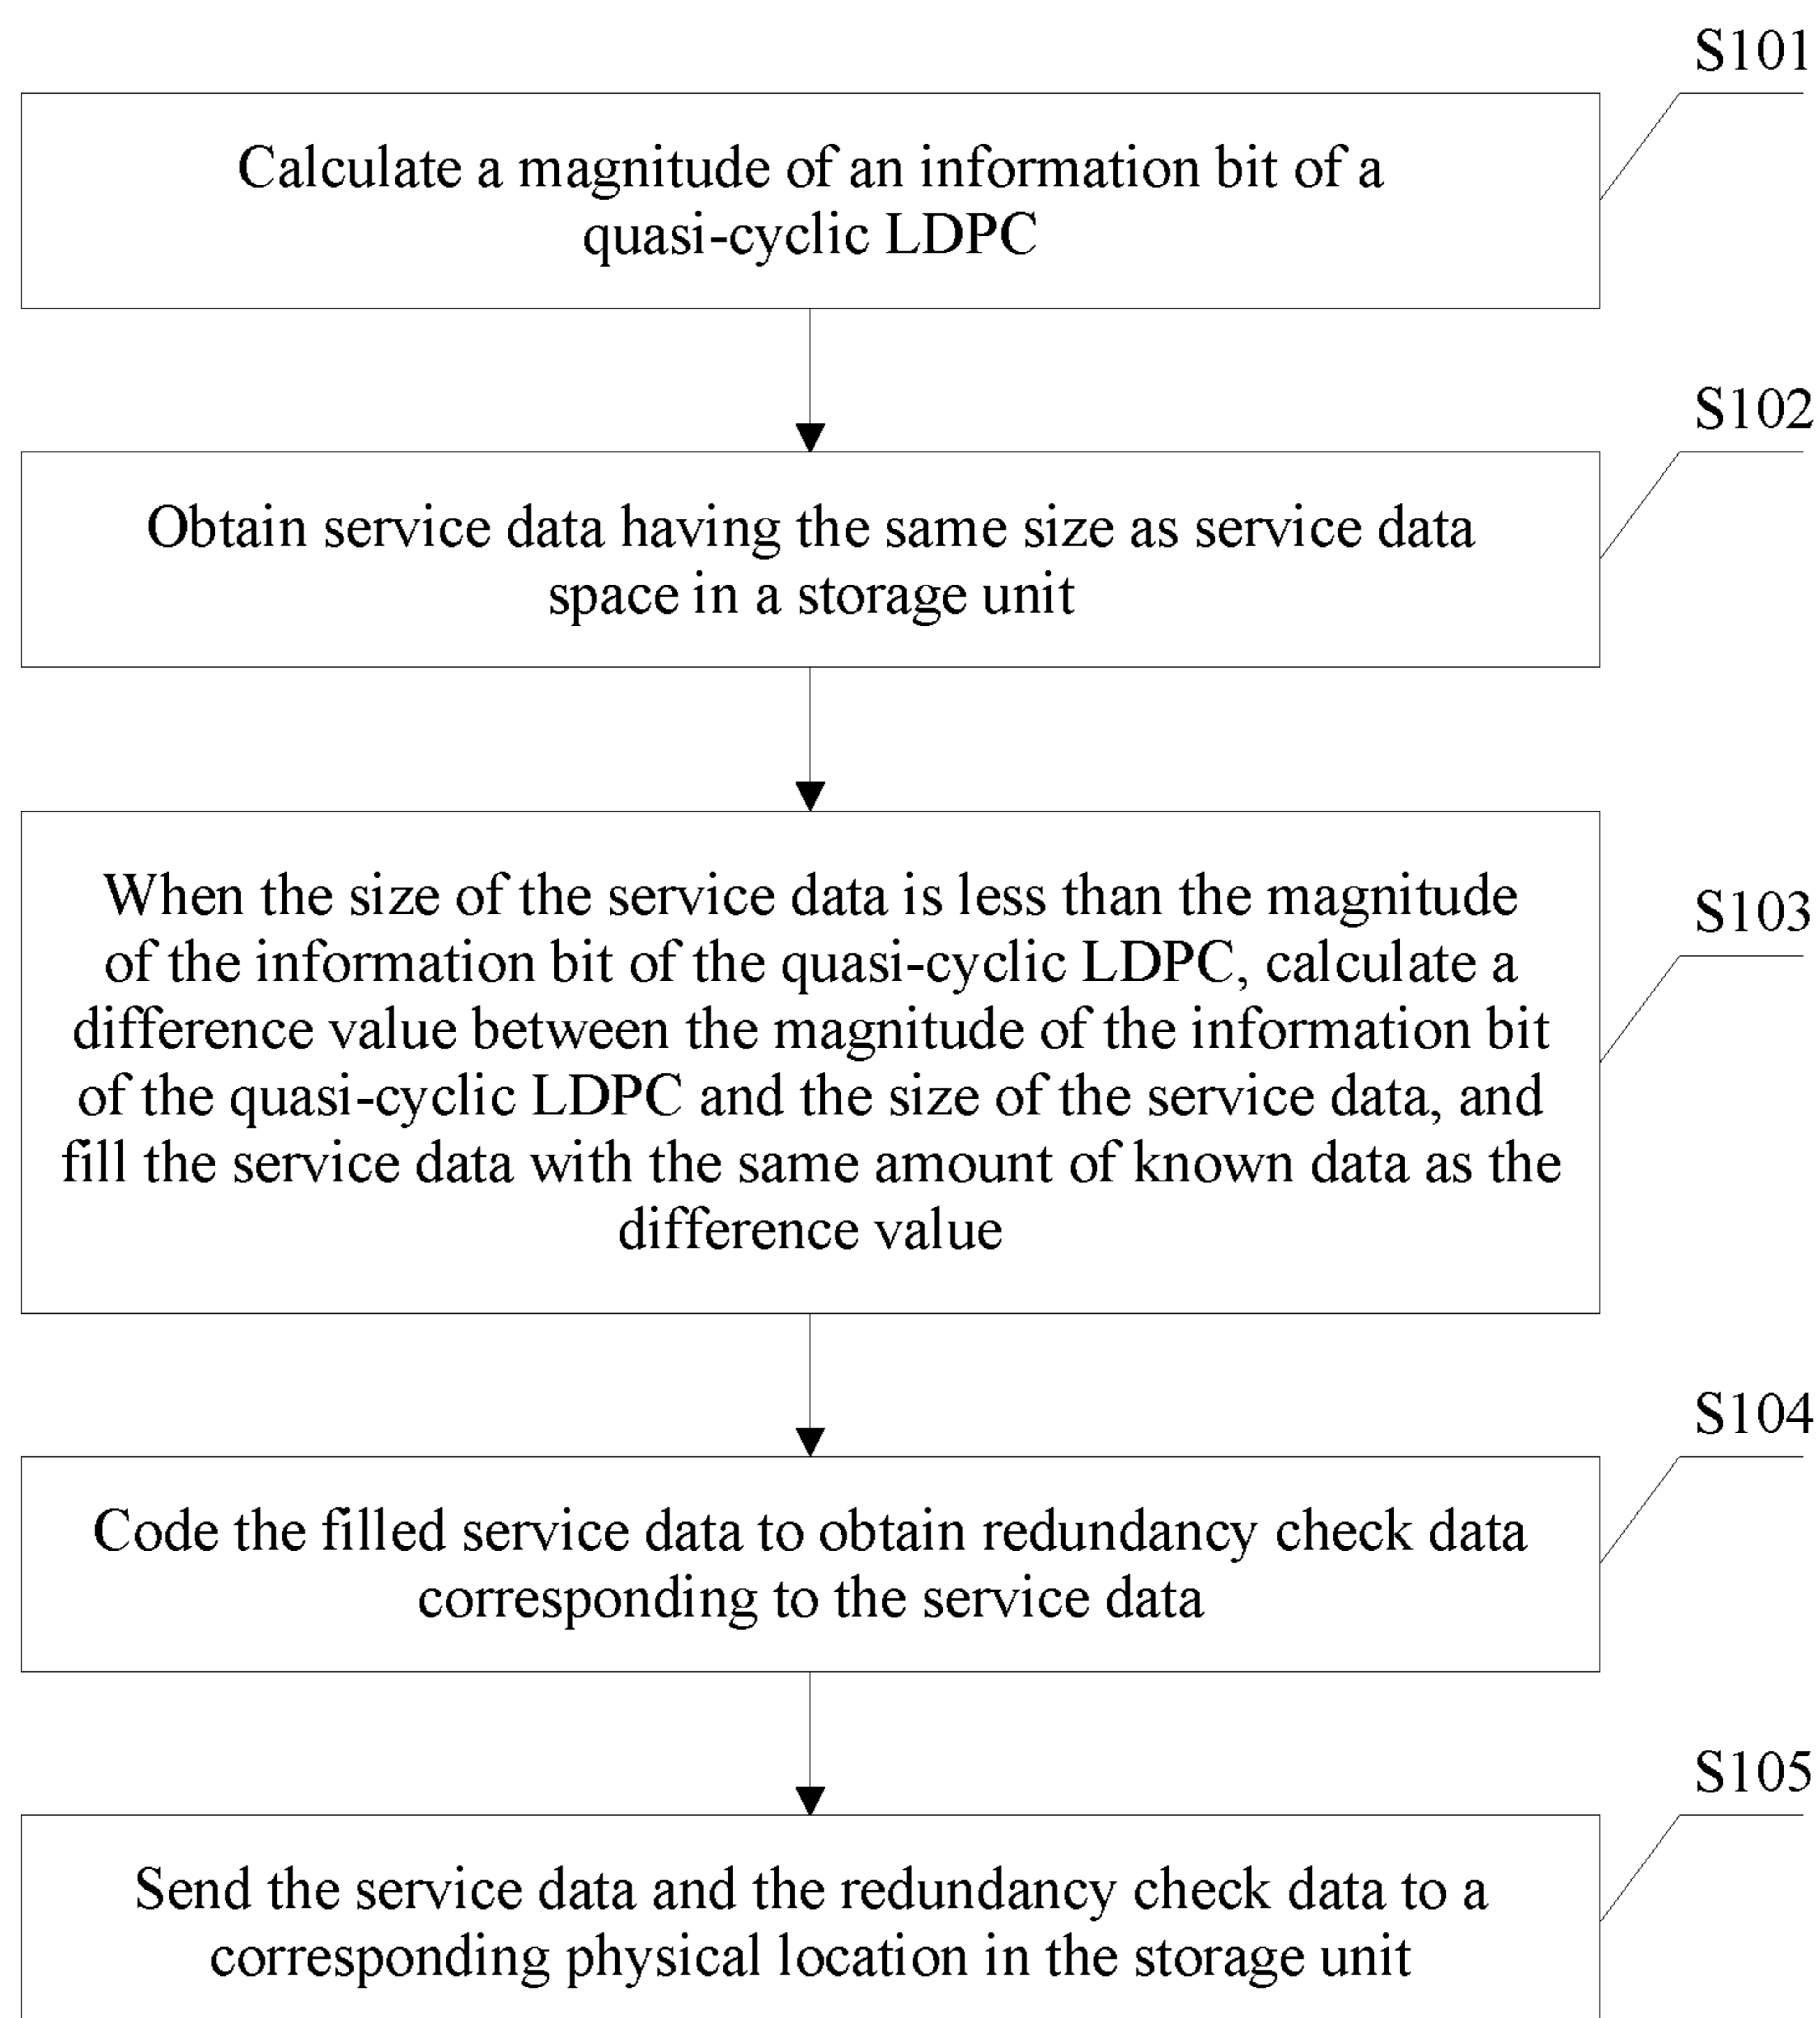 S101
Calculate a magnitude of an information bit of a
quasi-cyclic LDPC
S102
Obtain service data having the same size as service data
space in a storage unit
S103
When the size of the service data is less than the magnitude
of the information bit of the quasi-cyclic LDPC, calculate a
difference value between the magnitude of the information bit
of the quasi-cyclic LDPC and the size of the service data, and
fill the service data with the same amount of known data as the
difference value
S104
Code the filled service data to obtain redundancy check data
corresponding to the service data
S105
Send the service data and the redundancy check data to a
corresponding physical location in the storage unit